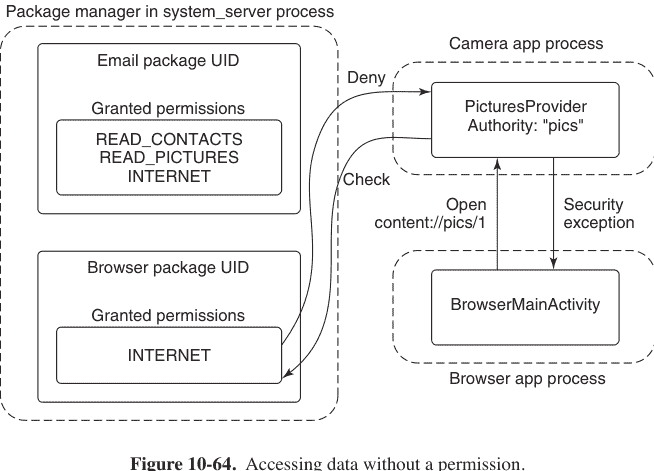 Package manager in system_server process
Email package UID
Granted permissions
READ_CONTACTS
READ_PICTURES
INTERNET
Browser package UID
Granted permissions
INTERNET
Deny
Check
Camera app process
PicturesProvider
Authority: "pics"
Open
content://pics/1
Security
exception
BrowserMainActivity
Browser app process
Figure 10-64. Accessing data without a permission.